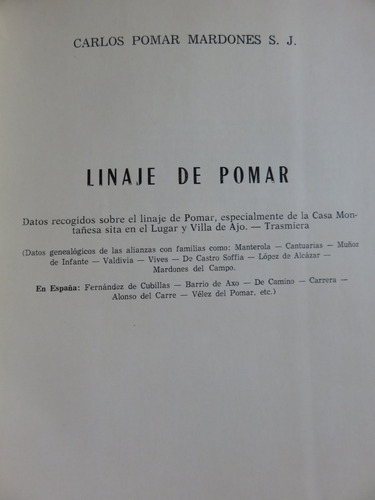 CARLOS POMAR MARDONES S. J.
LINAJE DE POMAR
Datos recogidos sobre el linaje de Pomar, especialmente de la Casa Mon-
tañesa sita en el Lugar y Villa de Ajo. — Trasmiera
(Datos genealógicos de las alianzas con familias como: Manterola — Cantuarias — Muñoz
de Infante — Valdivia — Vives — De Castro Soffia — López de Alcázar —
Mardones del Campo.
En España: Fernández de Cubillas — Barrio de Axo — De Camino — Carrera —
Alonso del Carre — Vélez del Pomar, etc.)